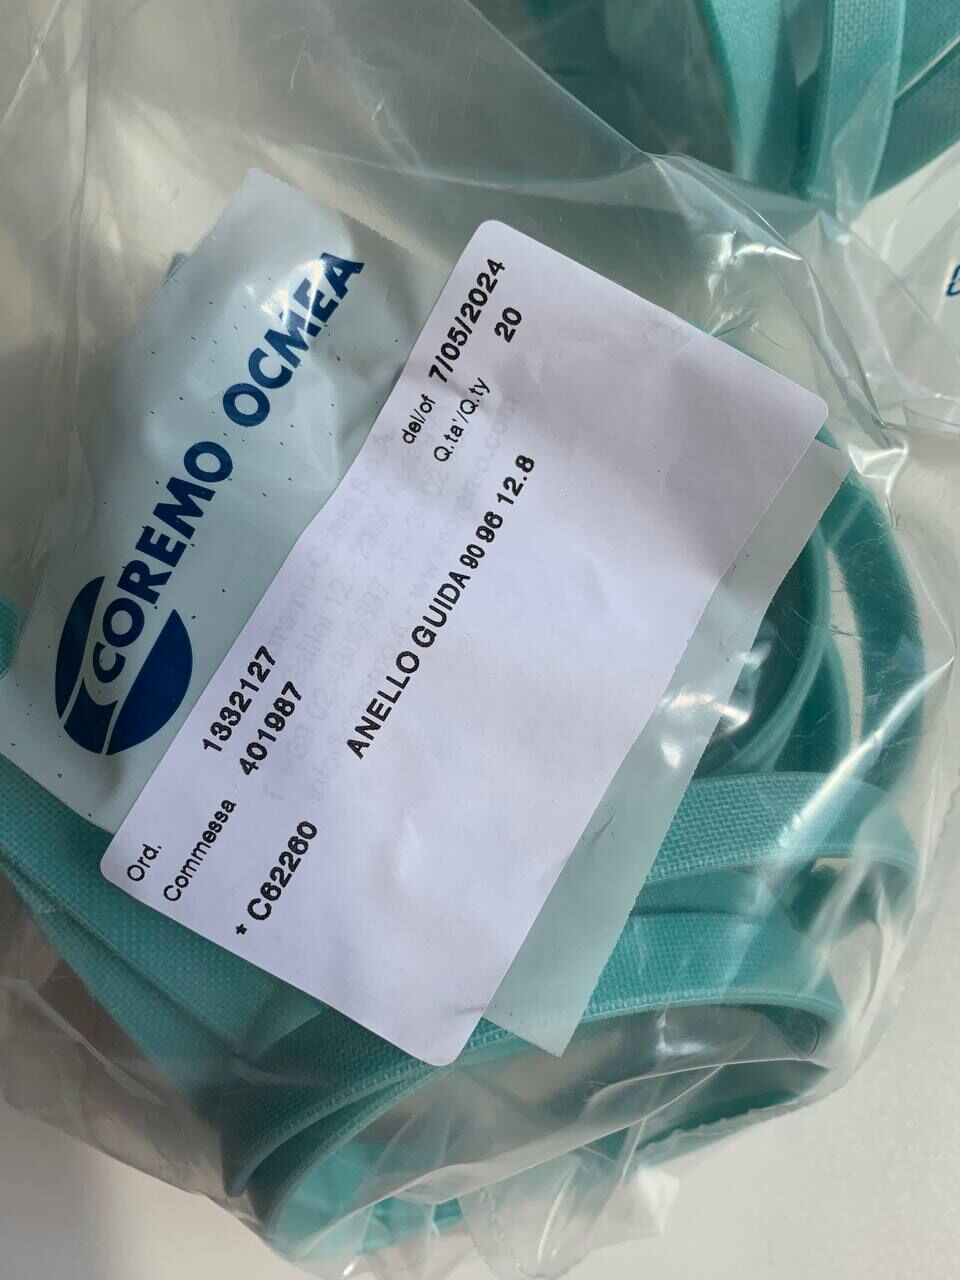 COREMO OCMEA
Ord. 1332127 del/of 7/05/2024
Commessa 401987 Q.ta'/Q.ty 20
* C62260 ANELLO GUIDA 90 96 12.8